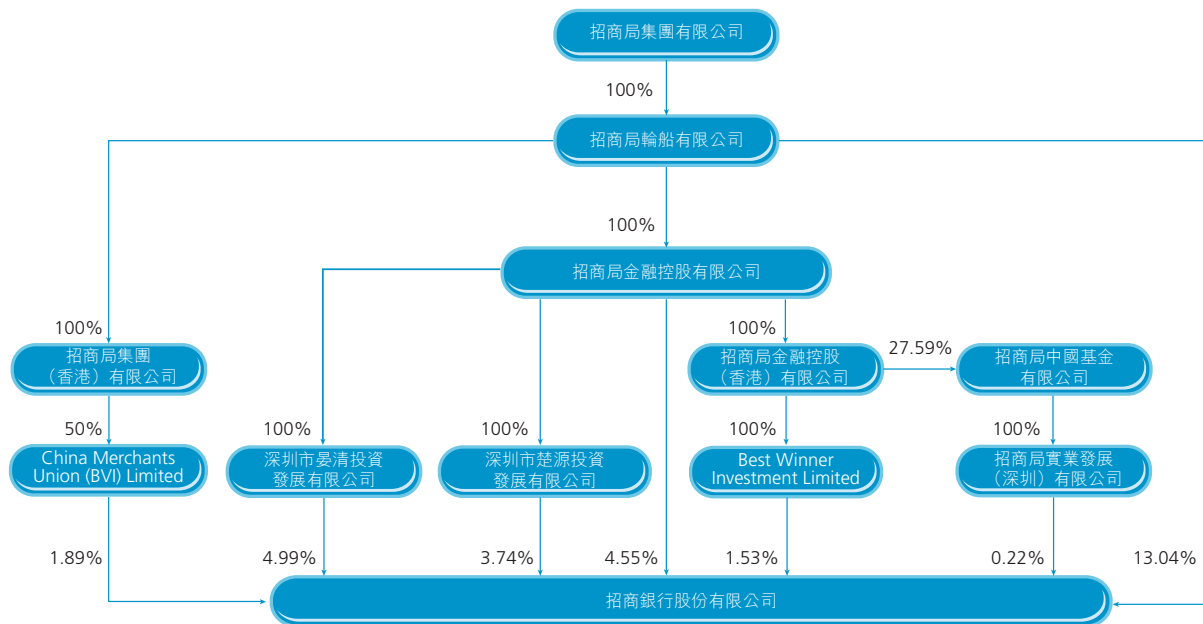 招商局集團有限公司
100%
招商局輪船有限公司
100%
招商局金融控股有限公司
100%
招商局集團
（香港）有限公司
100%
招商局金融控股
（香港）有限公司
27.59%
招商局中國基金
有限公司
50%
China Merchants
Union (BVI) Limited
100%
深圳市晏清投資
發展有限公司
100%
深圳市楚源投資
發展有限公司
100%
Best Winner
Investment Limited
100%
招商局實業發展
（深圳）有限公司
1.89%
4.99%
3.74%
4.55%
1.53%
0.22%
13.04%
招商銀行股份有限公司